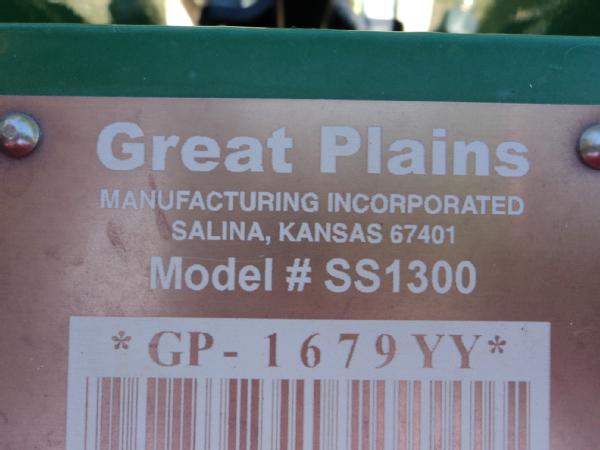 Great Plains
MANUFACTURING INCORPORATED
SALINA, KANSAS 67401
Model # SS1300
*GP-1679YY*